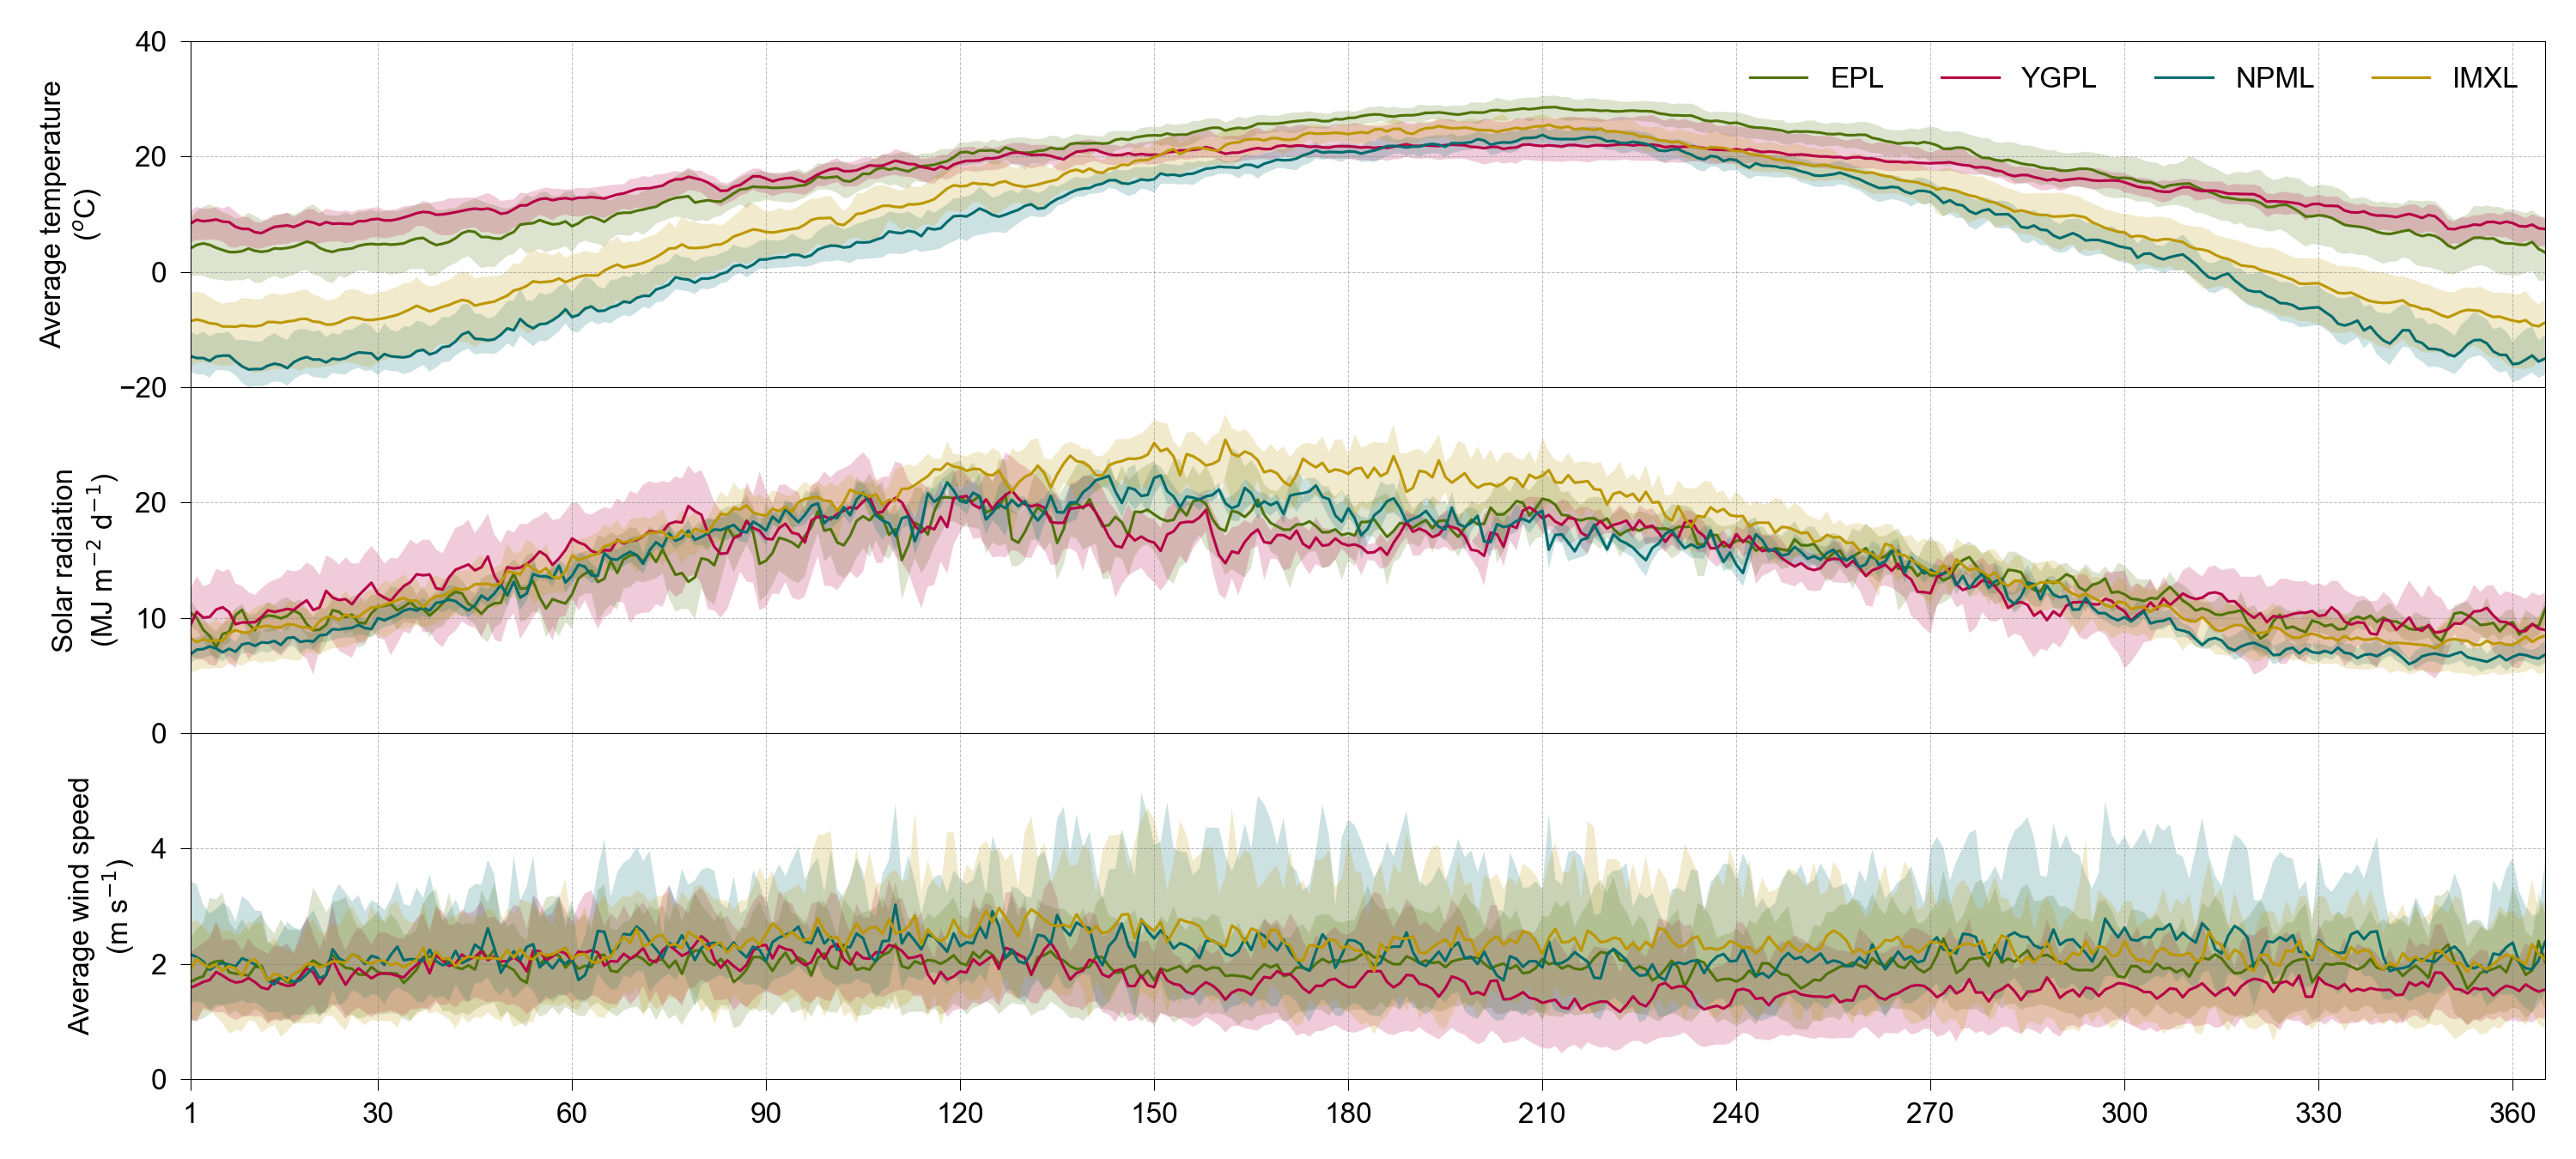 40
EPL YGPL NPML IMXL
20
0
−20
Average temperature
(°C)
20
10
0
Solar radiation
(MJ m⁻² d⁻¹)
4
2
0
Average wind speed
(m s⁻¹)
1 30 60 90 120 150 180 210 240 270 300 330 360